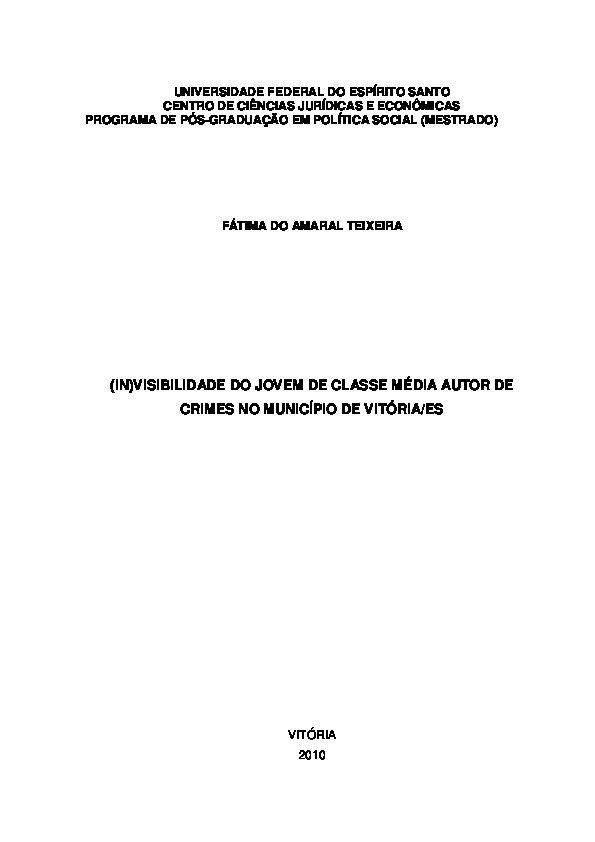 UNIVERSIDADE FEDERAL DO ESPÍRITO SANTO
CENTRO DE CIÊNCIAS JURÍDICAS E ECONÔMICAS
PROGRAMA DE PÓS-GRADUAÇÃO EM POLÍTICA SOCIAL (MESTRADO)
FÁTIMA DO AMARAL TEIXEIRA
(IN)VISIBILIDADE DO JOVEM DE CLASSE MÉDIA AUTOR DE
CRIMES NO MUNICÍPIO DE VITÓRIA/ES
VITÓRIA
2010